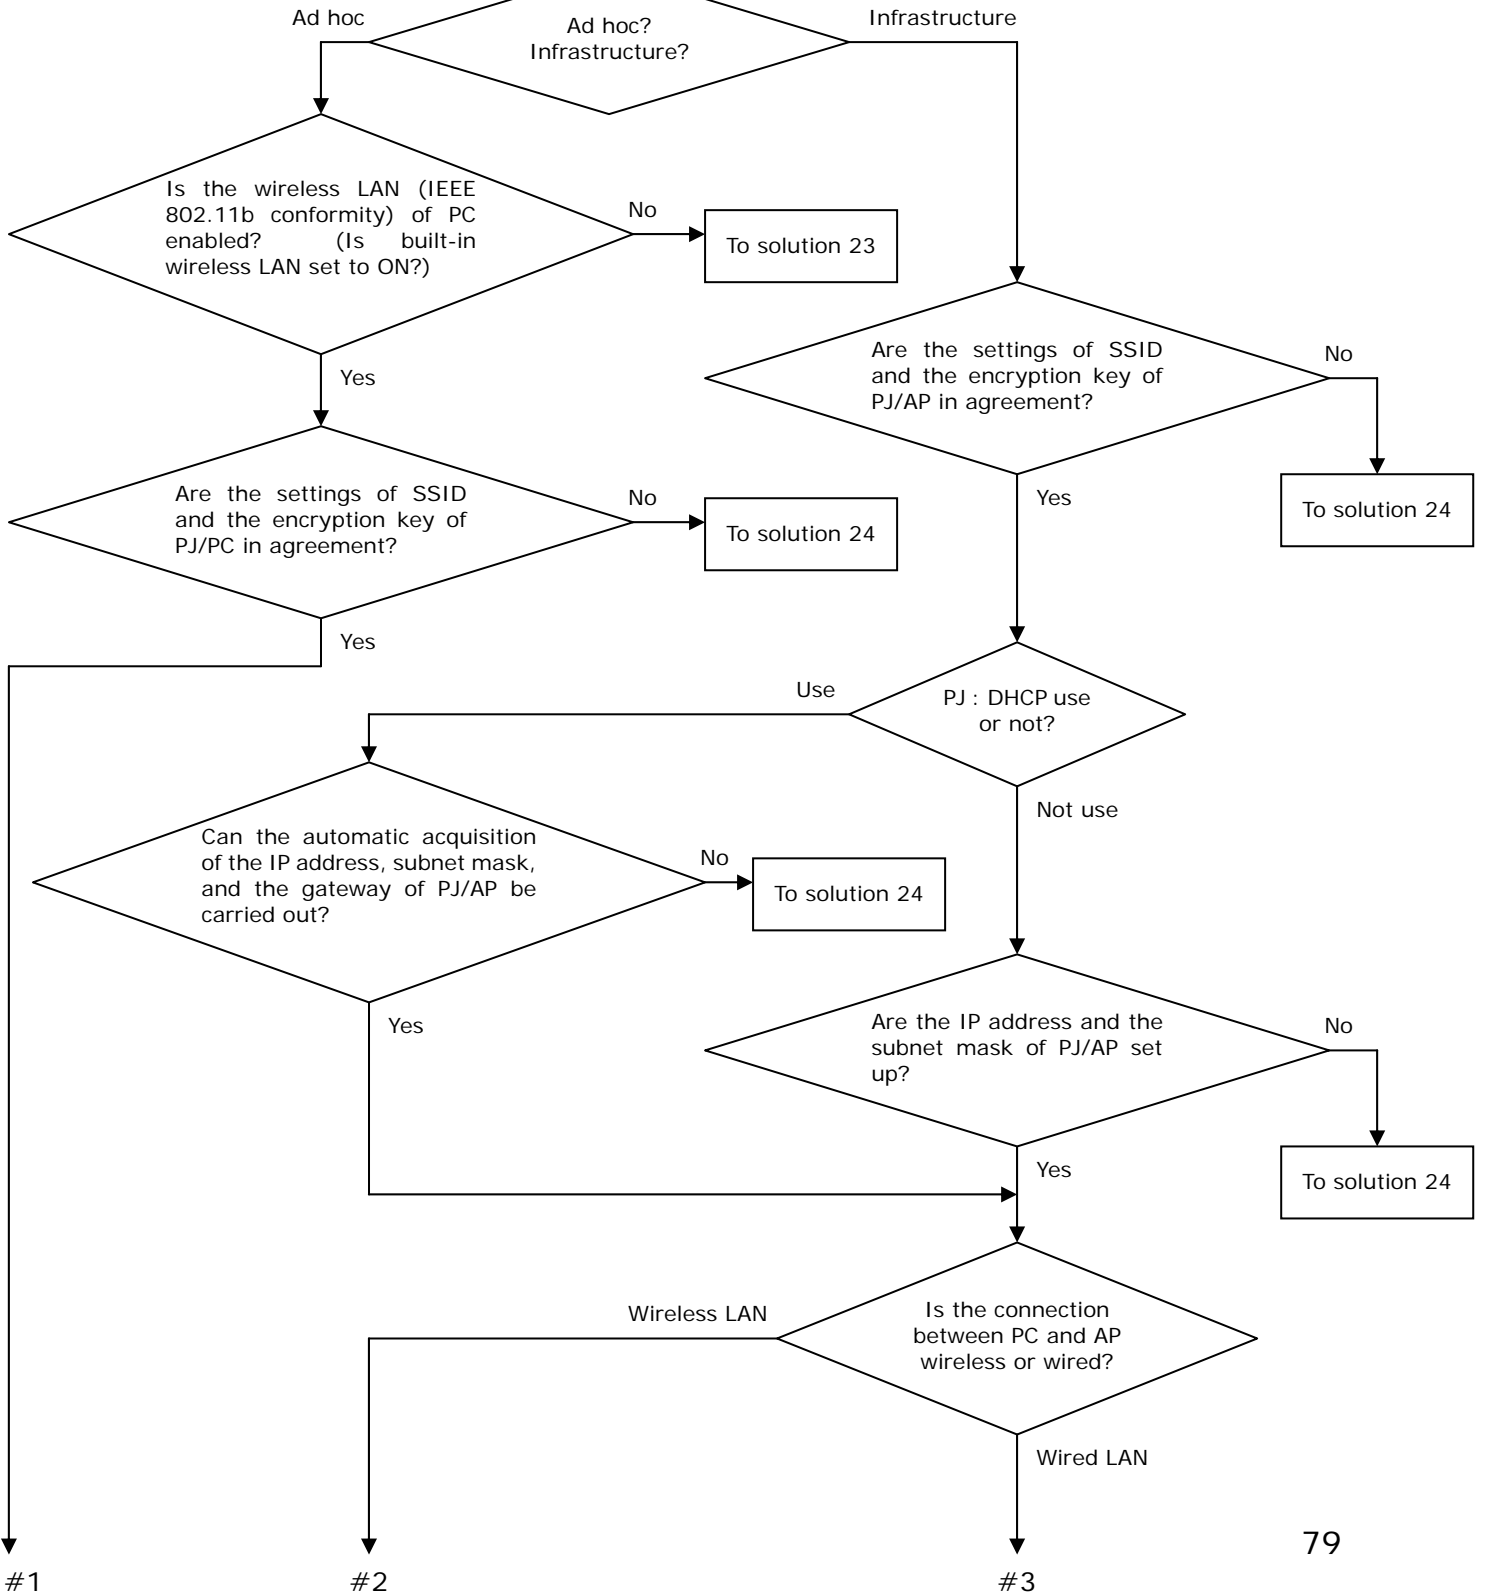 Ad hoc
Infrastructure
Ad hoc?
Infrastructure?
Is the wireless LAN (IEEE
802.11b conformity) of PC
enabled? (Is built-in
wireless LAN set to ON?)
No
To solution 23
Yes
Are the settings of SSID
and the encryption key of
PJ/AP in agreement?
No
To solution 24
Yes
Are the settings of SSID
and the encryption key of
PJ/PC in agreement?
No
To solution 24
Yes
Use
PJ : DHCP use
or not?
Not use
Can the automatic acquisition
of the IP address, subnet mask,
and the gateway of PJ/AP be
carried out?
No
To solution 24
Yes
Are the IP address and the
subnet mask of PJ/AP set
up?
No
To solution 24
Yes
Wireless LAN
Is the connection
between PC and AP
wireless or wired?
Wired LAN
79
#1
#2
#3